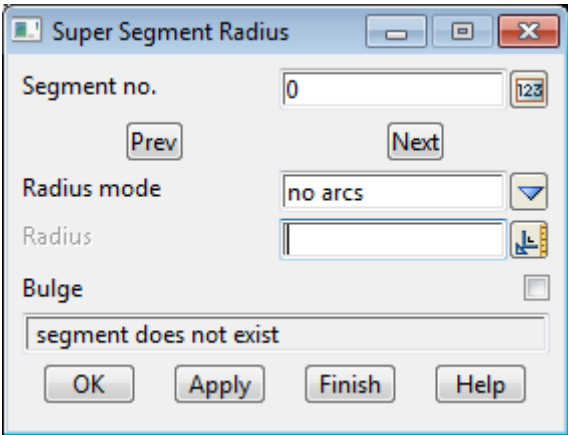 Super Segment Radius
Segment no. 0 123
Prev Next
Radius mode no arcs
Radius
Bulge
segment does not exist
OK Apply Finish Help